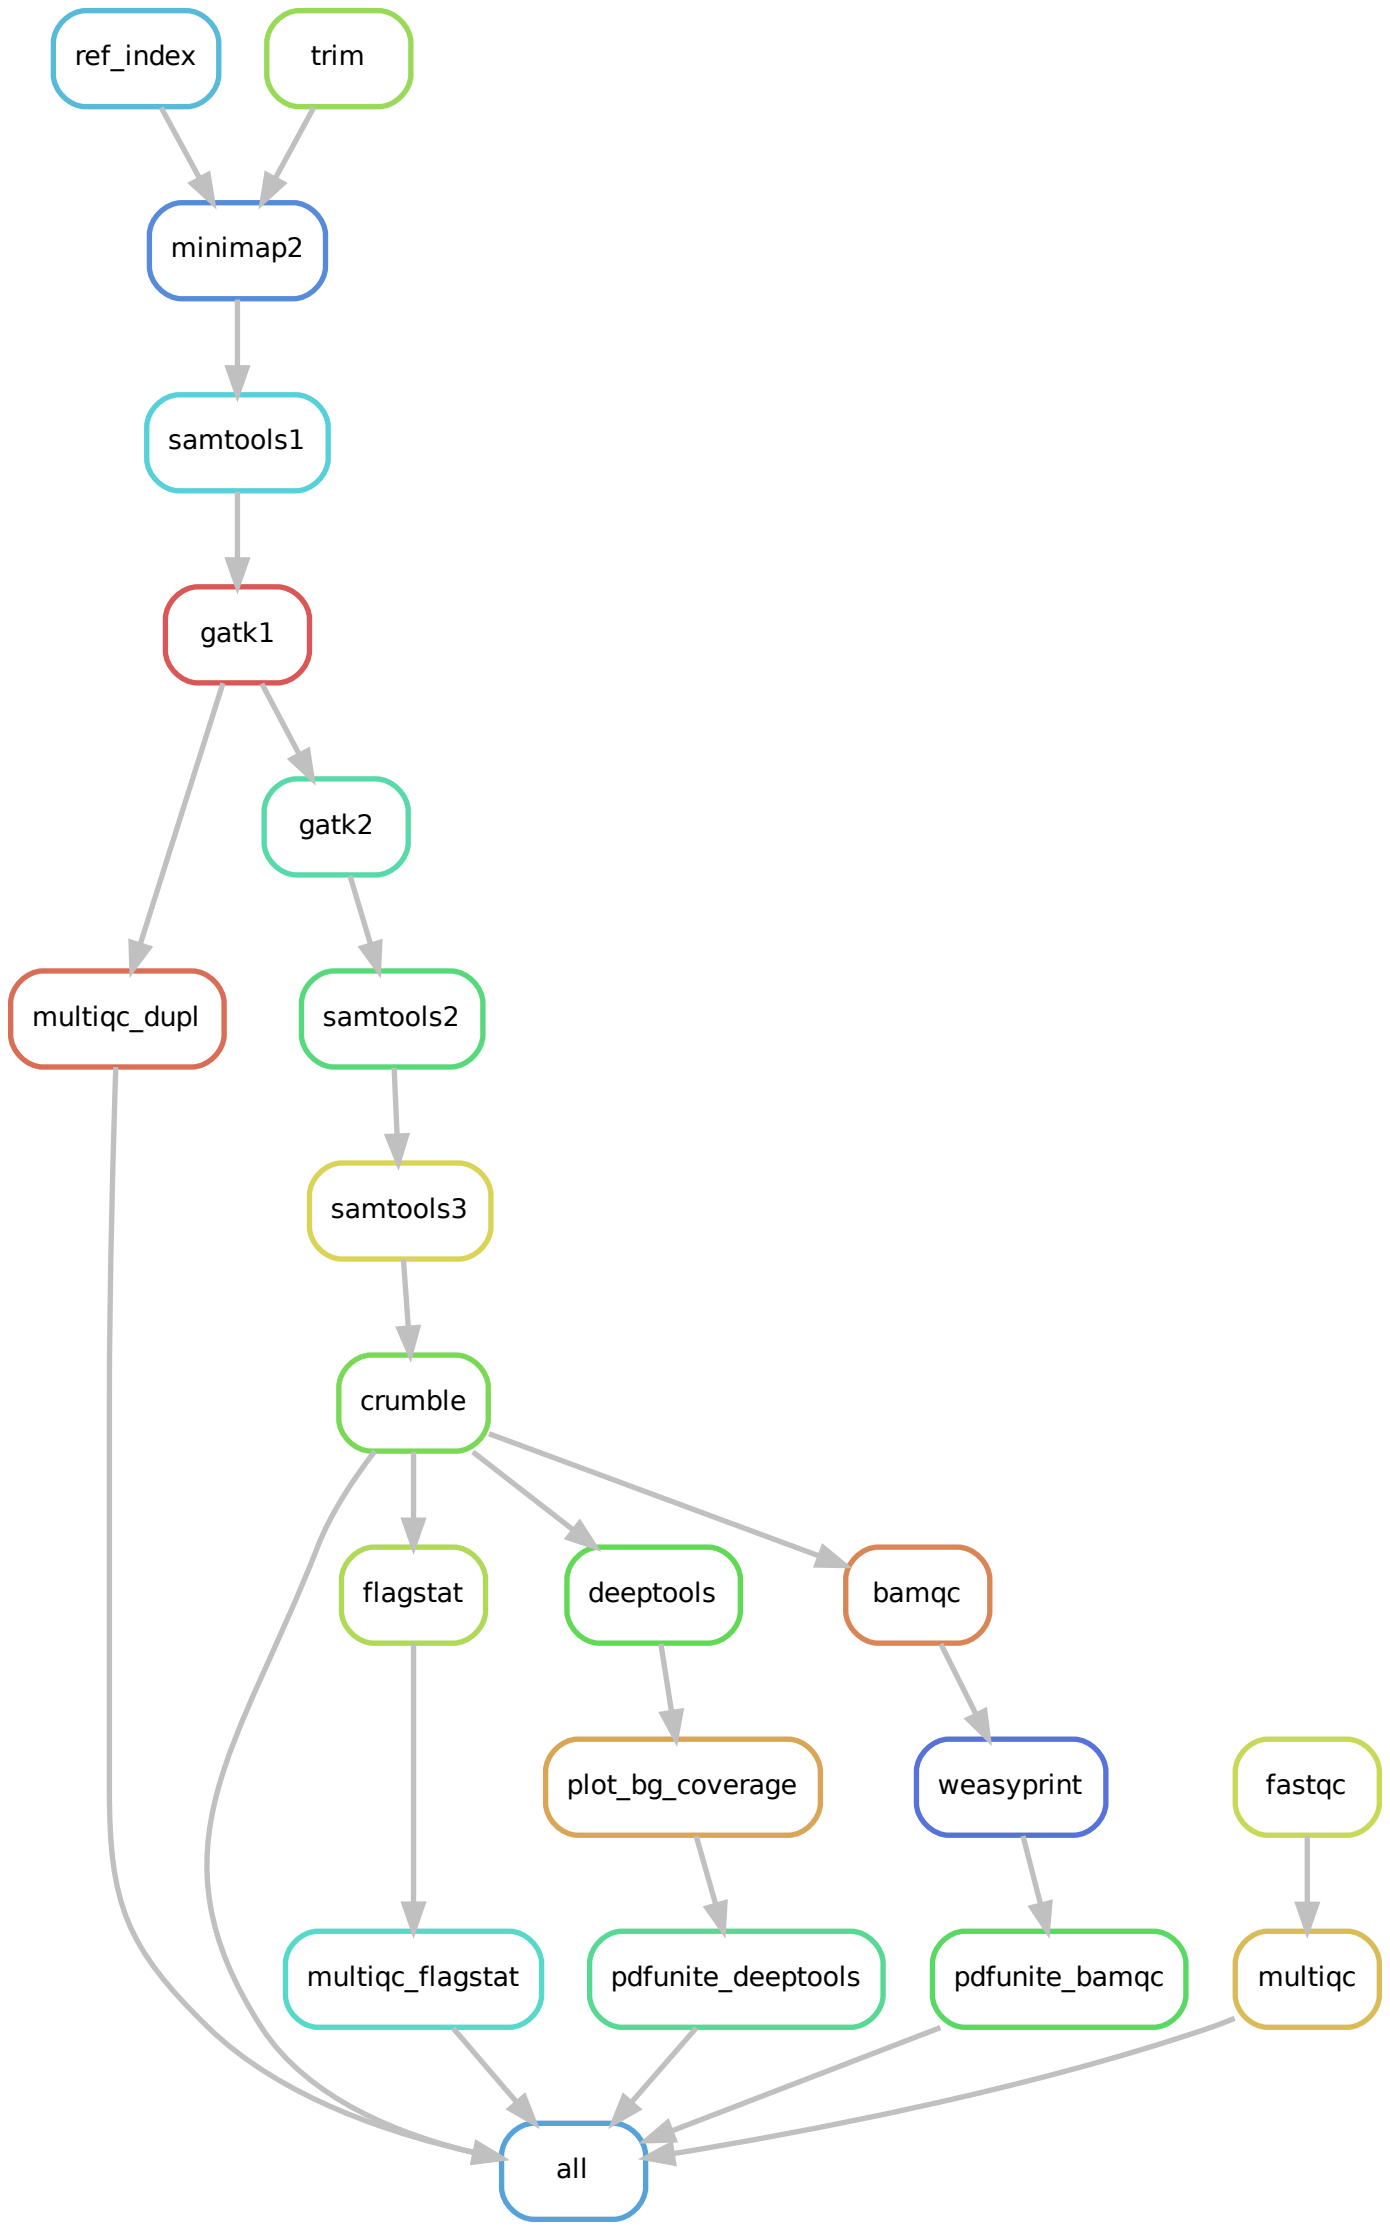 ref_index
trim
minimap2
samtools1
gatk1
gatk2
multiqc_dupl
samtools2
samtools3
crumble
flagstat
deeptools
bamqc
plot_bg_coverage
weasyprint
fastqc
multiqc_flagstat
pdfunite_deeptools
pdfunite_bamqc
multiqc
all